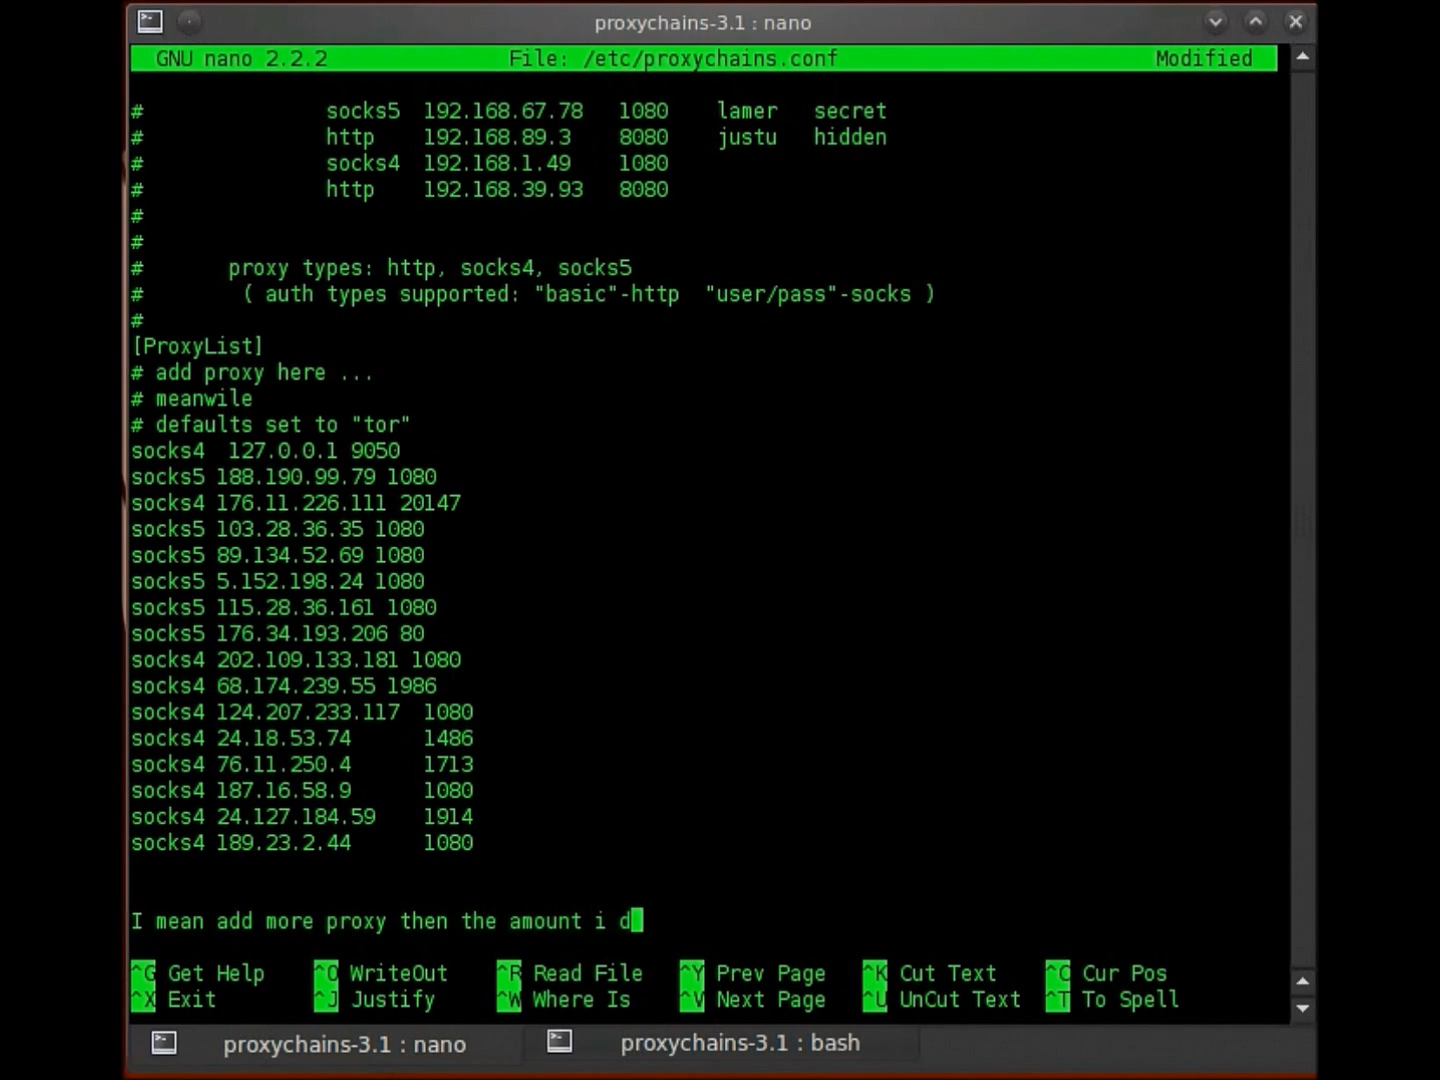 proxychains-3.1 : nano
GNU nano 2.2.2 File: /etc/proxychains.conf Modified
# socks5 192.168.67.78 1080 lamer secret
# http 192.168.89.3 8080 justu hidden
# socks4 192.168.1.49 1080
# http 192.168.39.93 8080
#
#
# proxy types: http, socks4, socks5
# ( auth types supported: "basic"-http "user/pass"-socks )
#
[ProxyList]
# add proxy here ...
# meanwile
# defaults set to "tor"
socks4 127.0.0.1 9050
socks5 188.190.99.79 1080
socks4 176.11.226.111 20147
socks5 103.28.36.35 1080
socks5 89.134.52.69 1080
socks5 5.152.198.24 1080
socks5 115.28.36.161 1080
socks5 176.34.193.206 80
socks4 202.109.133.181 1080
socks4 68.174.239.55 1986
socks4 124.207.233.117 1080
socks4 24.18.53.74 1486
socks4 76.11.250.4 1713
socks4 187.16.58.9 1080
socks4 24.127.184.59 1914
socks4 189.23.2.44 1080
I mean add more proxy then the amount i d
^G Get Help ^O WriteOut ^R Read File ^Y Prev Page ^K Cut Text ^C Cur Pos
^X Exit ^J Justify ^W Where Is ^V Next Page ^U UnCut Text ^T To Spell
proxychains-3.1 : nano proxychains-3.1 : bash